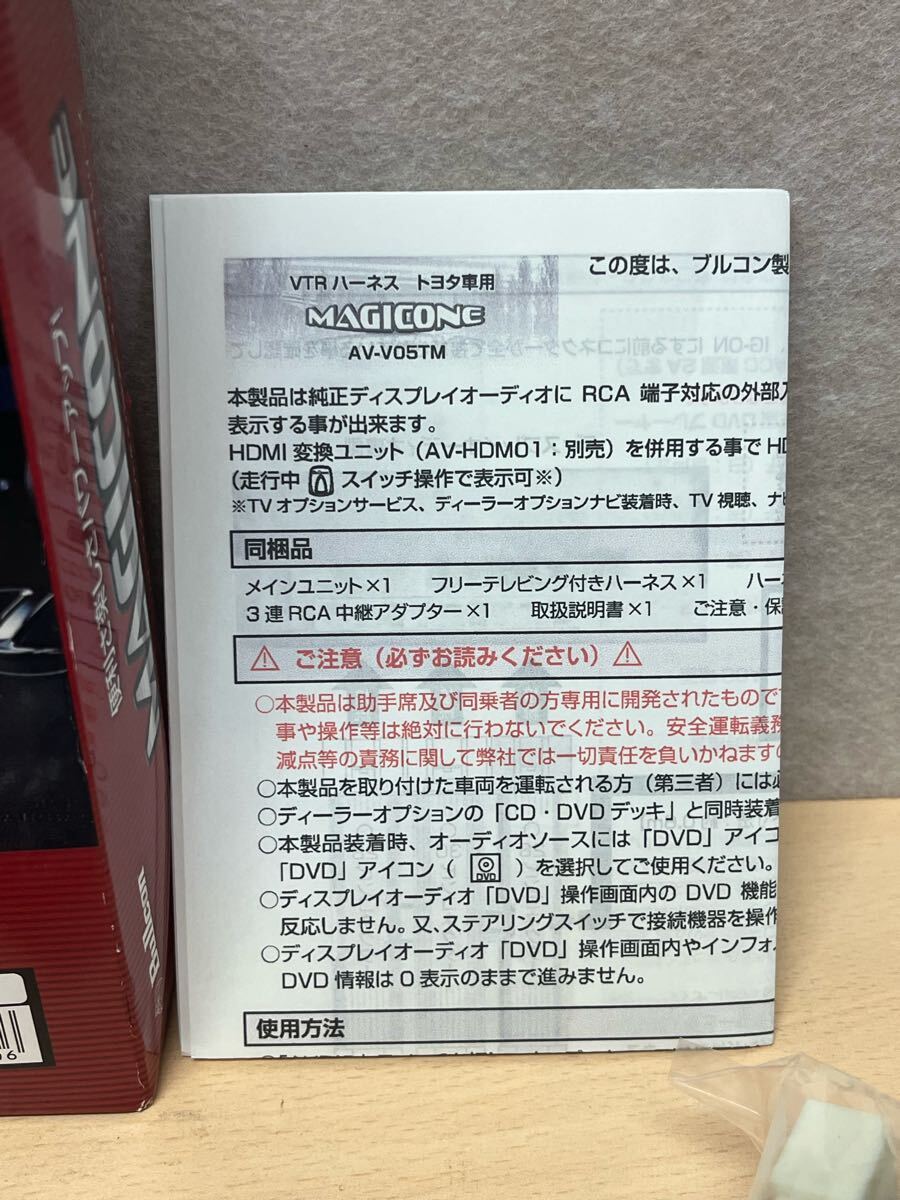 MAGICONE
Bullcon
VTR ハーネス トヨタ車用
MAGICONE
AV-V05TM
この度は、ブルコン製
本製品は純正ディスプレイオーディオに RCA 端子対応の外部入
表示する事が出来ます。
HDMI 変換ユニット（AV-HDM01：別売）を併用する事で HD
（走行中 スイッチ操作で表示可※）
※TV オプションサービス、ディーラーオプションナビ装着時、TV 視聴、ナビ
同梱品
メインユニット×1 フリーテレビング付きハーネス×1 ハーネ
3 連 RCA 中継アダプター×1 取扱説明書×1 ご注意・保
⚠ ご注意（必ずお読みください）⚠
○本製品は助手席及び同乗者の方専用に開発されたもので
事や操作等は絶対に行わないでください。安全運転義務
減点等の責務に関して弊社では一切責任を負いかねますの
○本製品を取り付けた車両を運転される方（第三者）には必
○ディーラーオプションの「CD・DVD デッキ」と同時装着
○本製品装着時、オーディオソースには「DVD」アイコ
「DVD」アイコン（ DVD ）を選択してご使用ください。
○ディスプレイオーディオ「DVD」操作画面内の DVD 機能
反応しません。又、ステアリングスイッチで接続機器を操作
○ディスプレイオーディオ「DVD」操作画面内やインフォ
DVD 情報は 0 表示のままで進みません。
使用方法